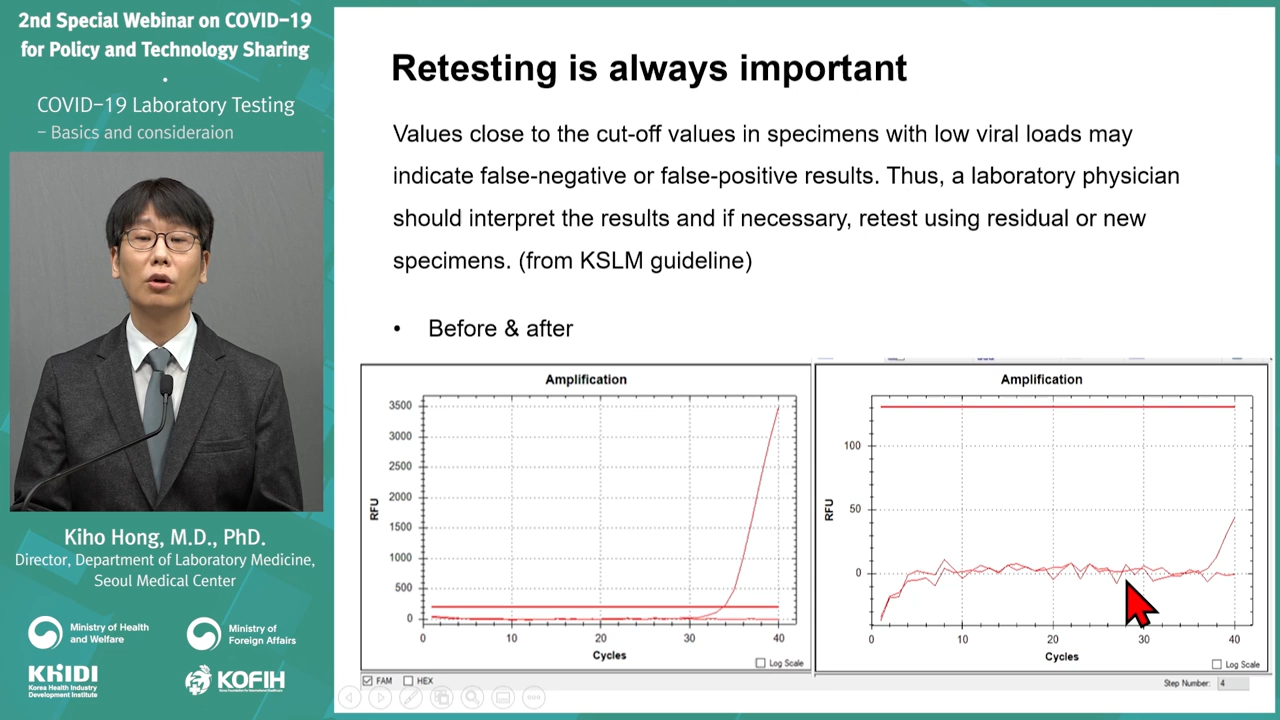 2nd Special Webinar on COVID-19
for Policy and Technology Sharing
COVID-19 Laboratory Testing
- Basics and consideraion
Kiho Hong, M.D., PhD.
Director, Department of Laboratory Medicine,
Seoul Medical Center
Ministry of Health
and Welfare
Ministry of
Foreign Affairs
KHIDI
Korea Health Industry
Development Institute
KOFIH
Retesting is always important
Values close to the cut-off values in specimens with low viral loads may
indicate false-negative or false-positive results. Thus, a laboratory physician
should interpret the results and if necessary, retest using residual or new
specimens. (from KSLM guideline)
• Before & after
Amplification
3500
3000
2500
2000
1500
1000
500
0
RFU
0 10 20 30 40
Cycles
Log Scale
FAM HEX
Amplification
100
50
0
RFU
0 10 20 30 40
Cycles
Log Scale
Step Number: 4